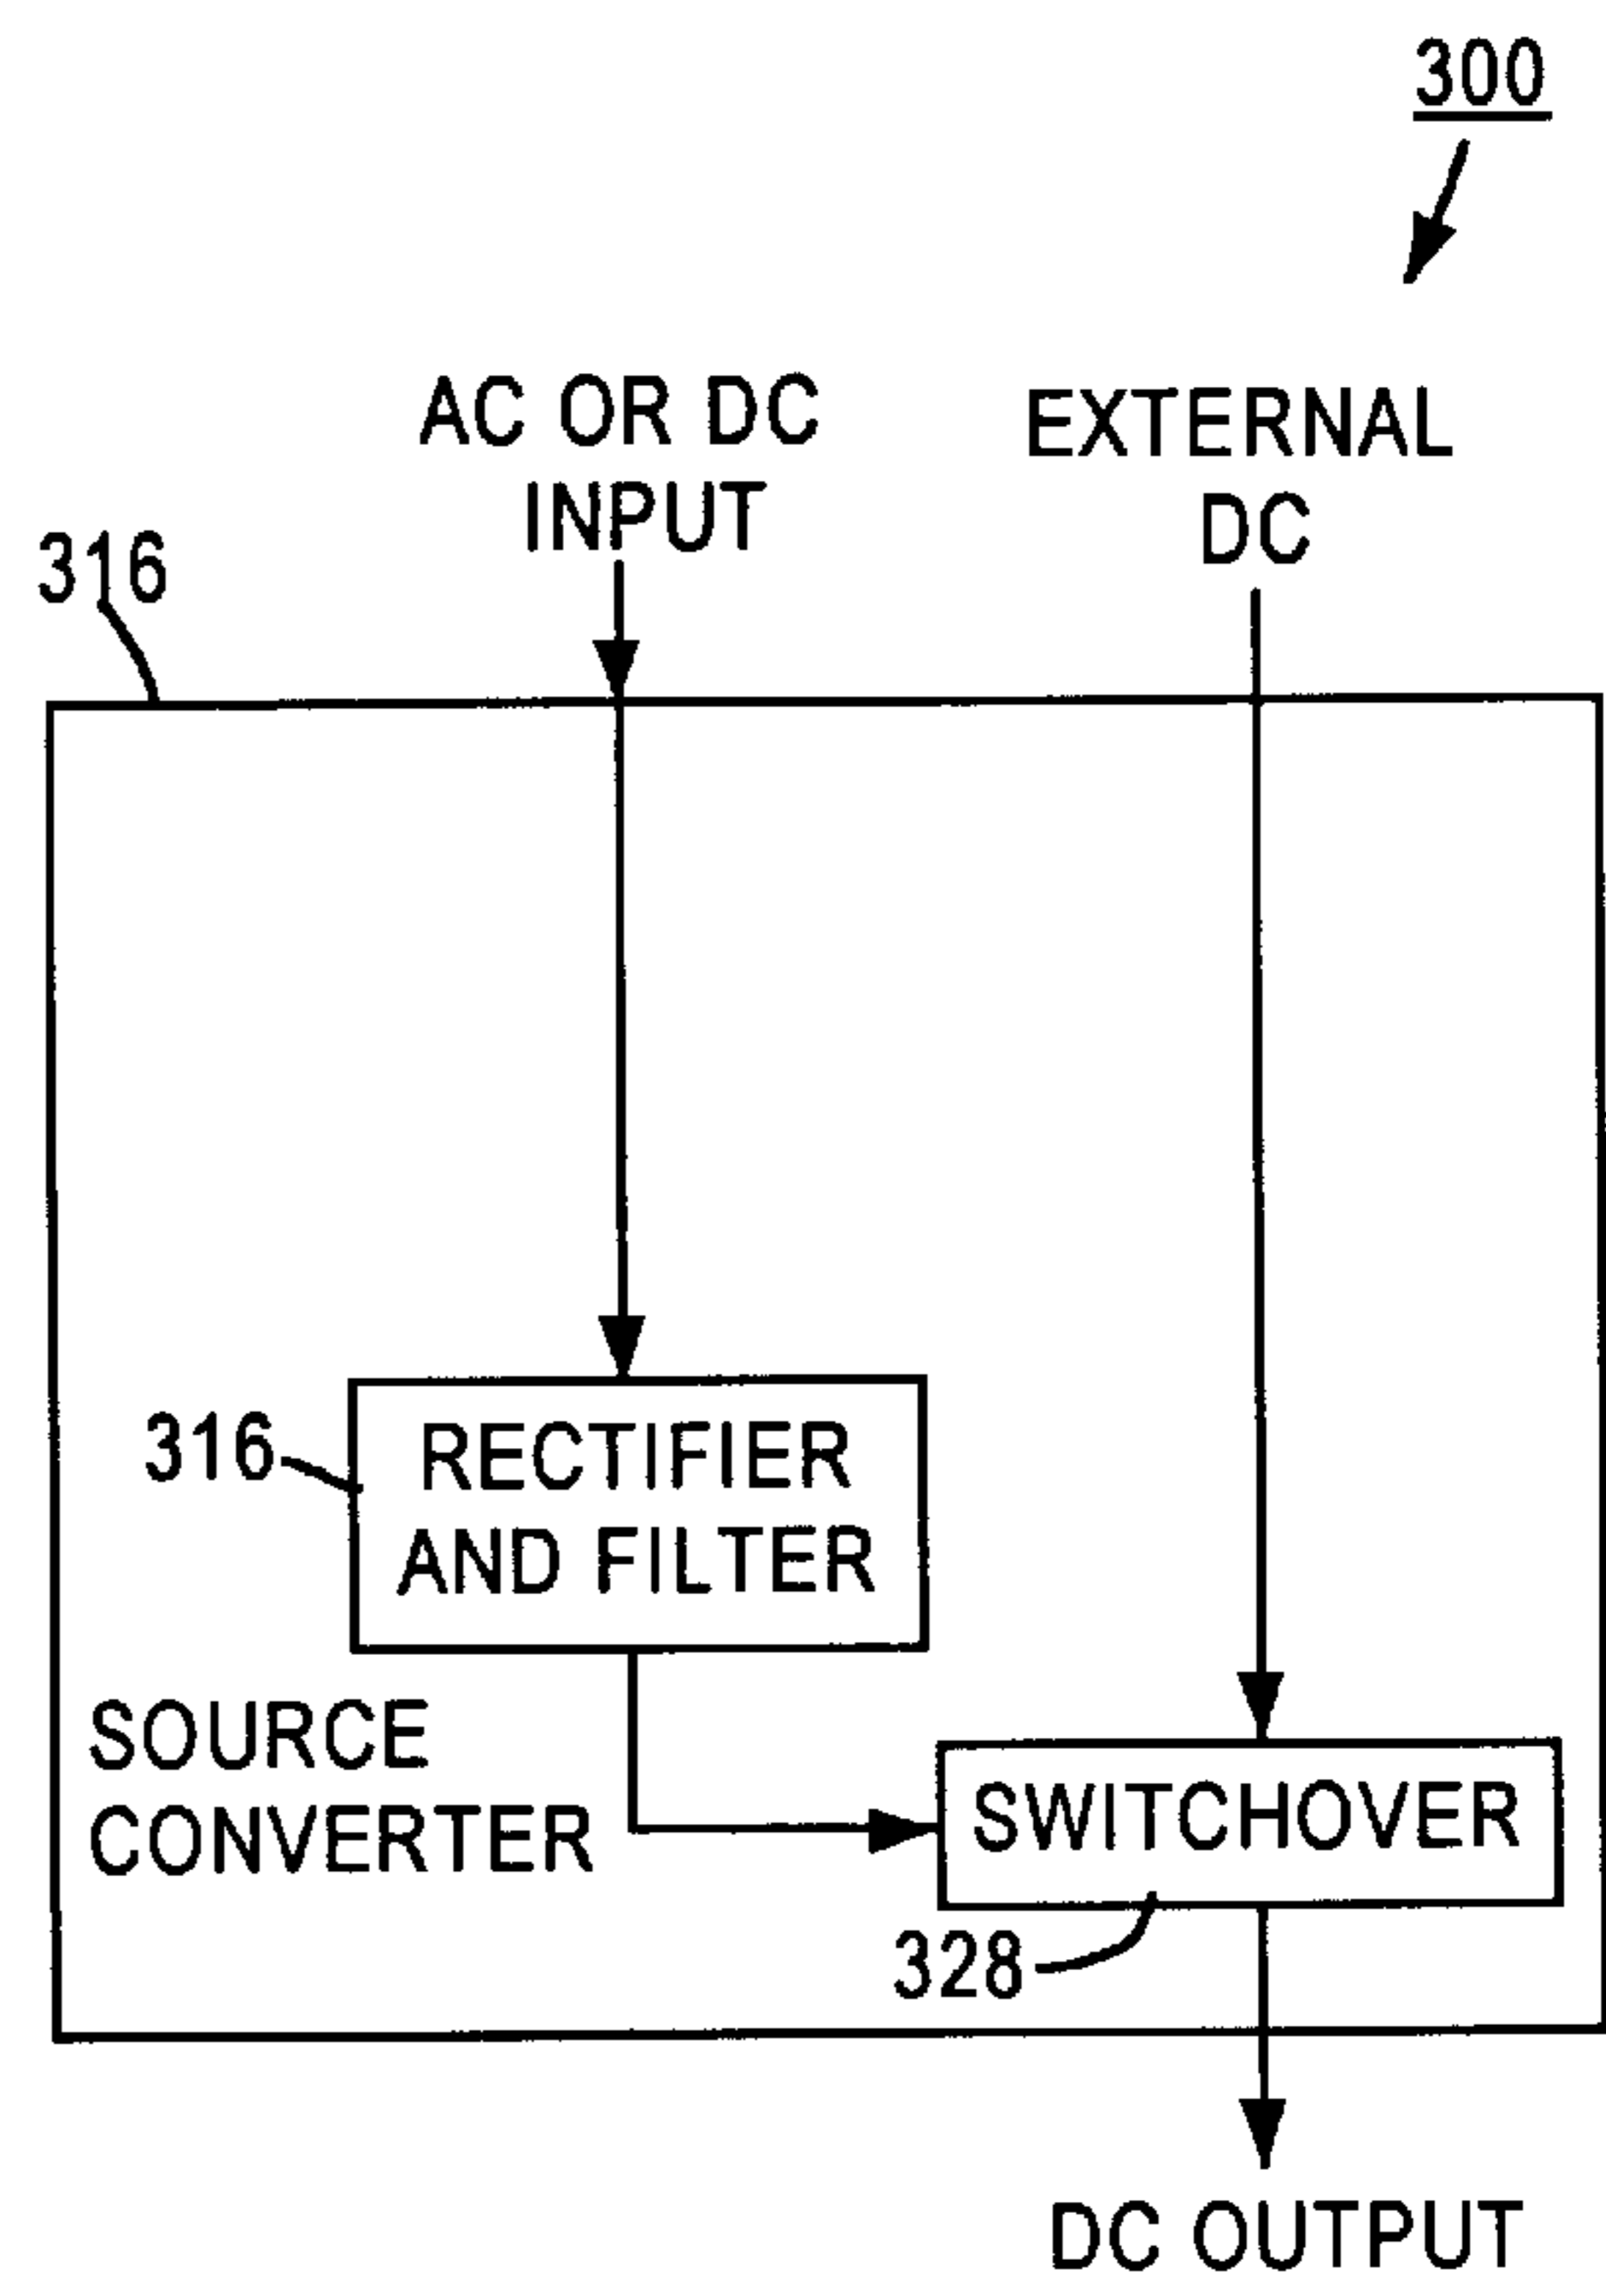 300
AC OR DC
INPUT
EXTERNAL
DC
316
316
RECTIFIER
AND FILTER
SOURCE
CONVERTER
SWITCHOVER
328
DC OUTPUT